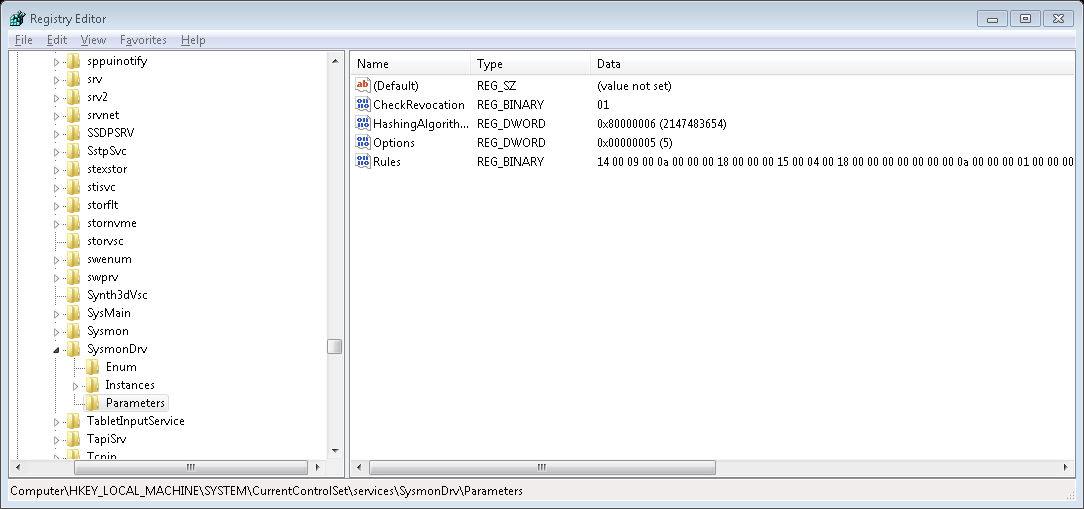 Registry Editor
File Edit View Favorites Help
sppuinotify
srv
srv2
srvnet
SSDPSRV
SstpSvc
stexstor
stisvc
storflt
stornvme
storvsc
swenum
swprv
Synth3dVsc
SysMain
Sysmon
SysmonDrv
Enum
Instances
Parameters
TabletInputService
TapiSrv
Tcpip
Name Type Data
(Default) REG_SZ (value not set)
CheckRevocation REG_BINARY 01
HashingAlgorith... REG_DWORD 0x80000006 (2147483654)
Options REG_DWORD 0x00000005 (5)
Rules REG_BINARY 14 00 09 00 0a 00 00 00 18 00 00 00 15 00 04 00 18 00 00 00 00 00 00 00 0a 00 00 00 01 00 00 00
Computer\HKEY_LOCAL_MACHINE\SYSTEM\CurrentControlSet\services\SysmonDrv\Parameters